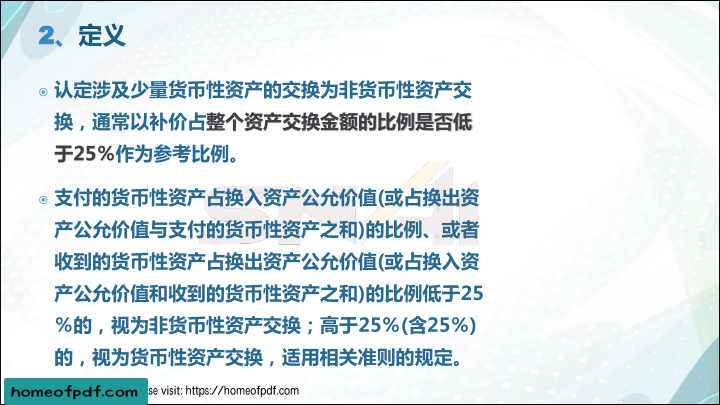 2、定义
认定涉及少量货币性资产的交换为非货币性资产交
换，通常以补价占整个资产交换金额的比例是否低
于25%作为参考比例。
支付的货币性资产占换入资产公允价值(或占换出资
产公允价值与支付的货币性资产之和)的比例、或者
收到的货币性资产占换出资产公允价值(或占换入资
产公允价值和收到的货币性资产之和)的比例低于25
%的，视为非货币性资产交换；高于25%(含25%)
的，视为货币性资产交换，适用相关准则的规定。
homeofpdf.com
se visit: https://homeofpdf.com